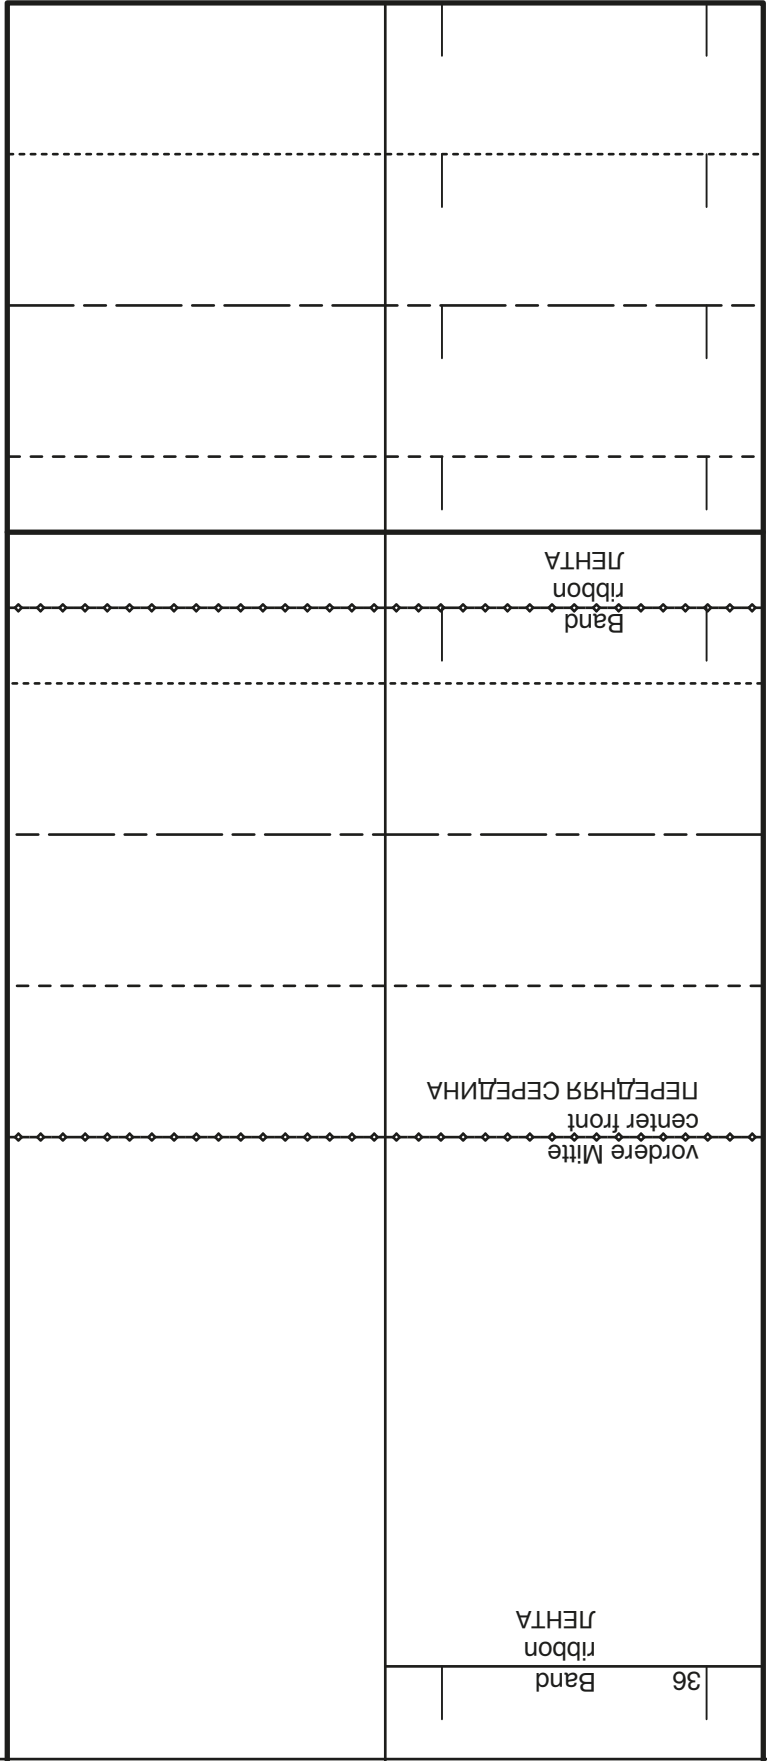 36 Band
ribbon
ЛЕНТА
vordere Mitte
center front
ПЕРЕДНЯЯ СЕРЕДИНА
Band
ribbon
ЛЕНТА